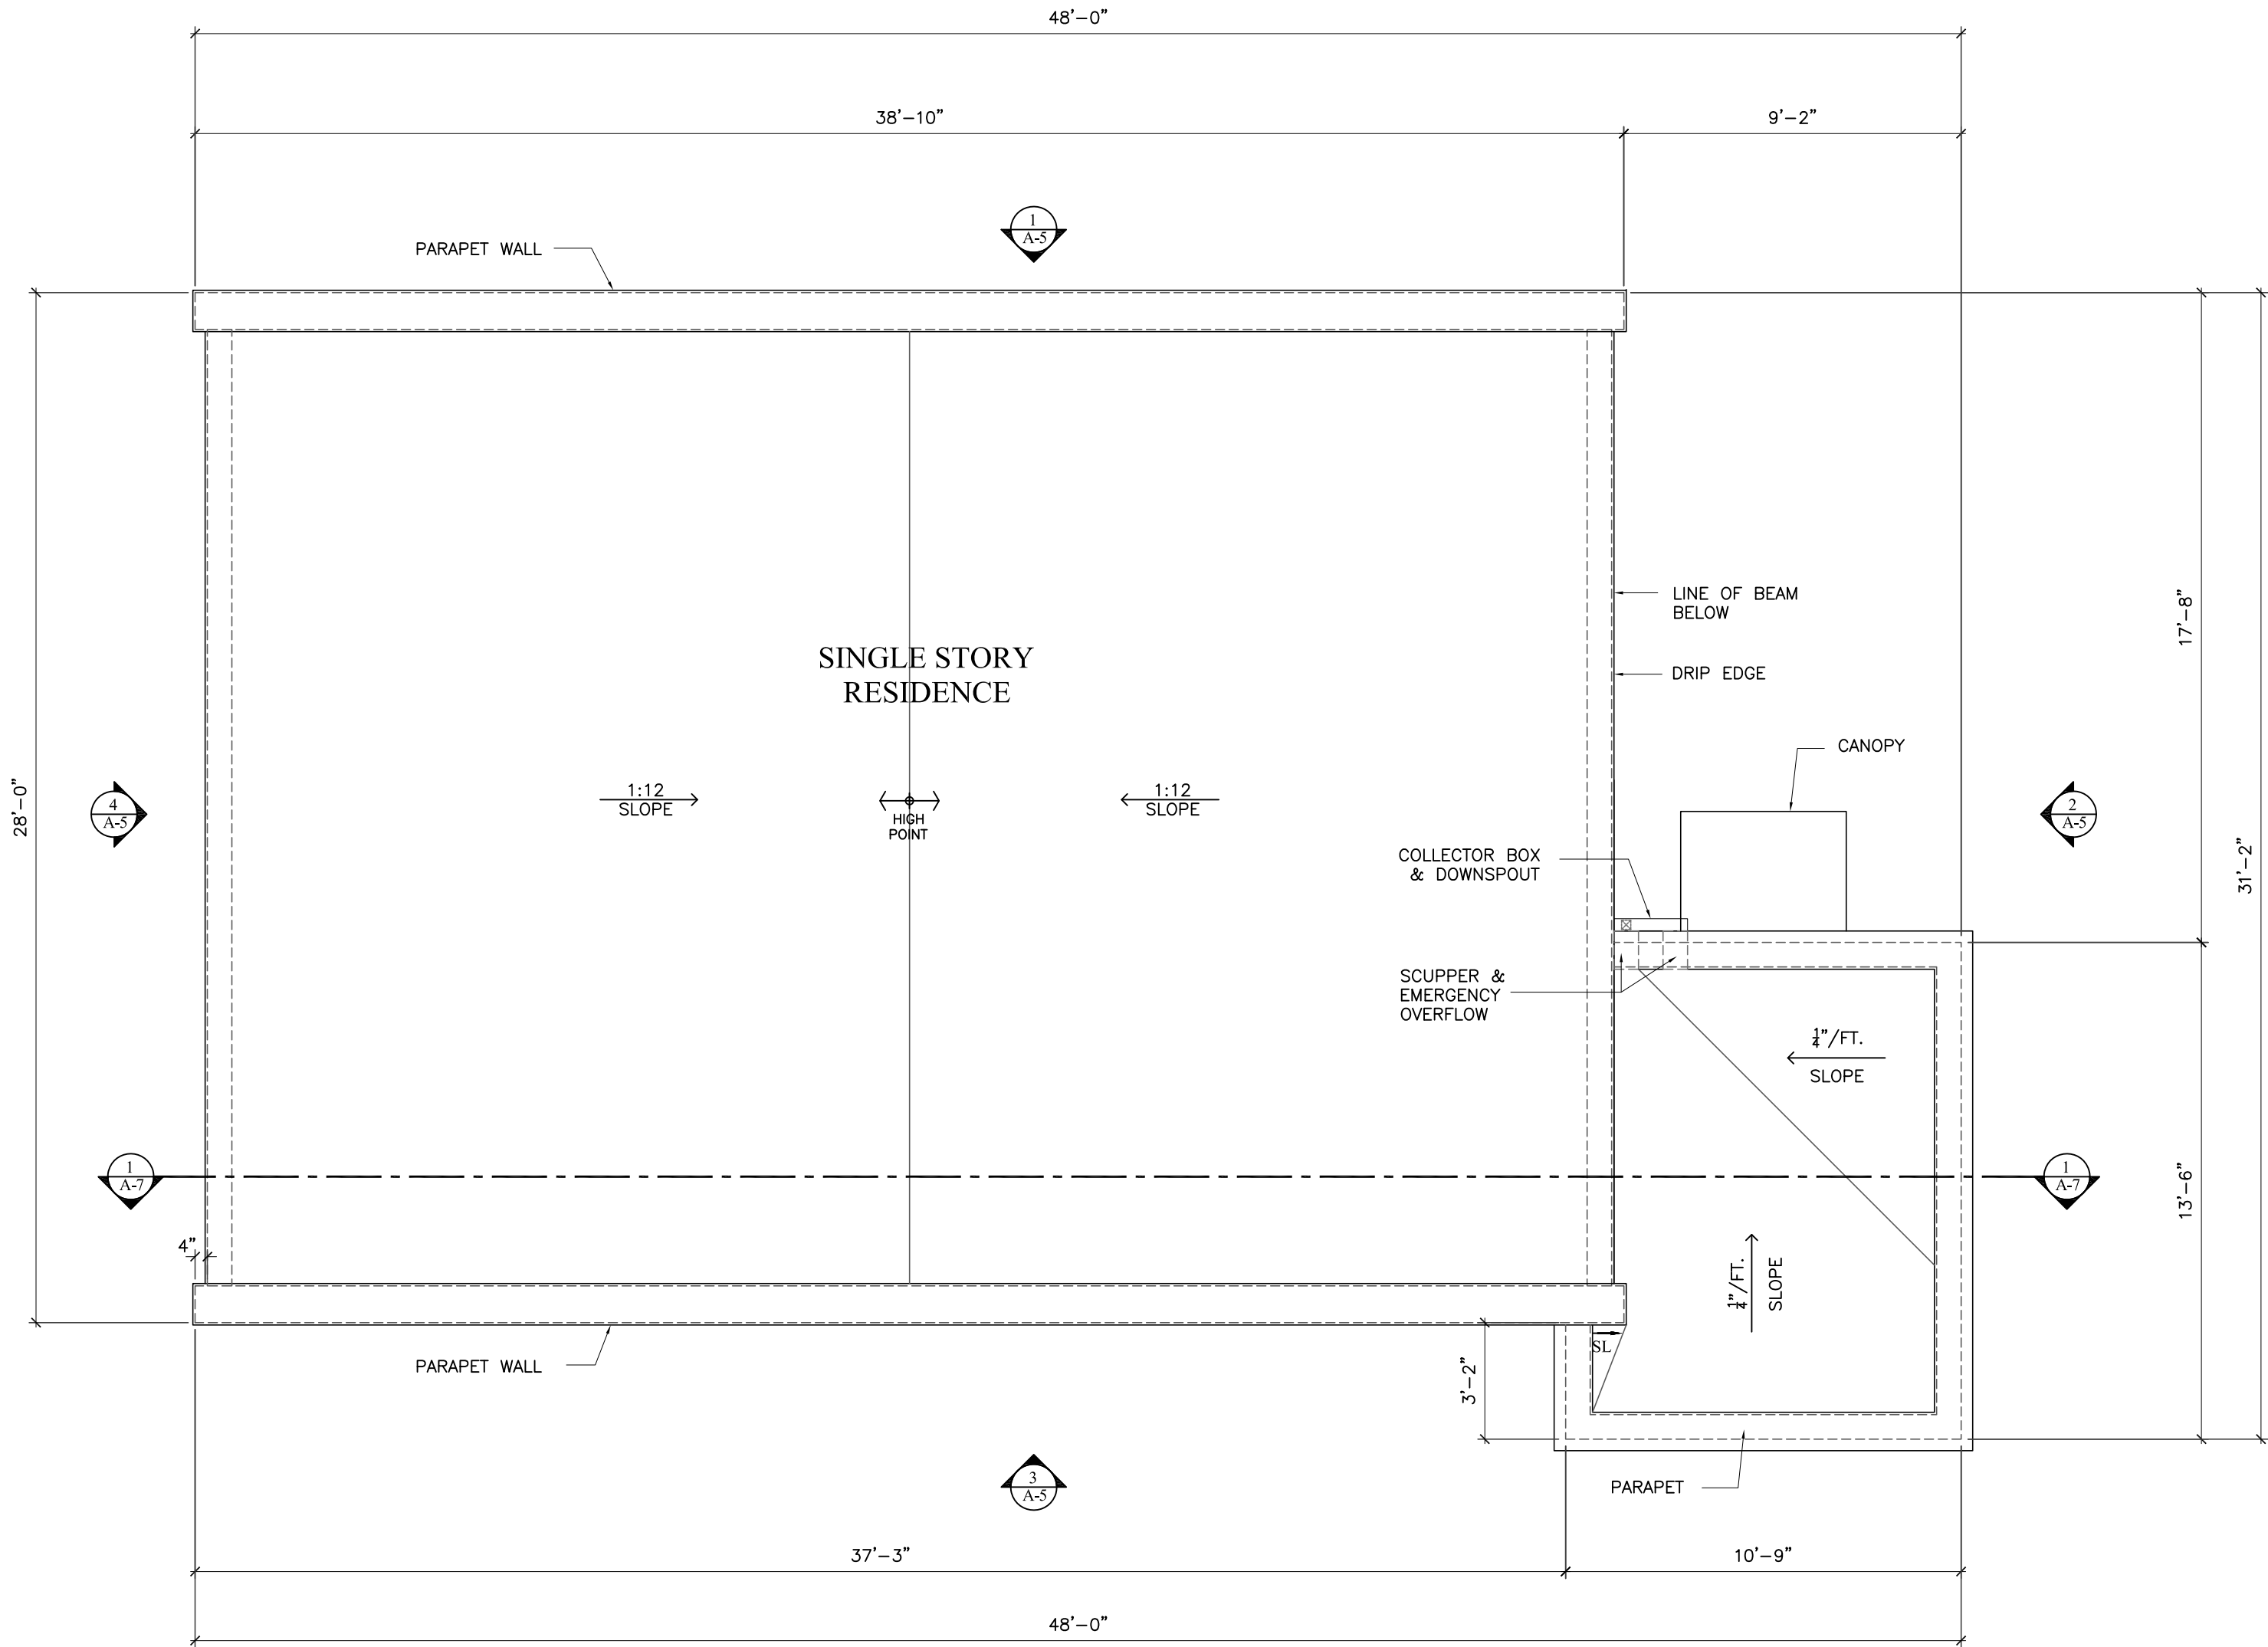 48'-0"
38'-10"
9'-2"
1
A-5
PARAPET WALL
LINE OF BEAM
BELOW
17'-8"
SINGLE STORY
RESIDENCE
DRIP EDGE
CANOPY
28'-0"
4
A-5
1:12
SLOPE
HIGH
POINT
1:12
SLOPE
2
A-5
31'-2"
COLLECTOR BOX
& DOWNSPOUT
SCUPPER &
EMERGENCY
OVERFLOW
1/4"/FT.
SLOPE
1
A-7
1
A-7
13'-6"
4"
1/4"/FT.
SLOPE
SL
PARAPET WALL
3'-2"
3
A-5
PARAPET
37'-3"
10'-9"
48'-0"